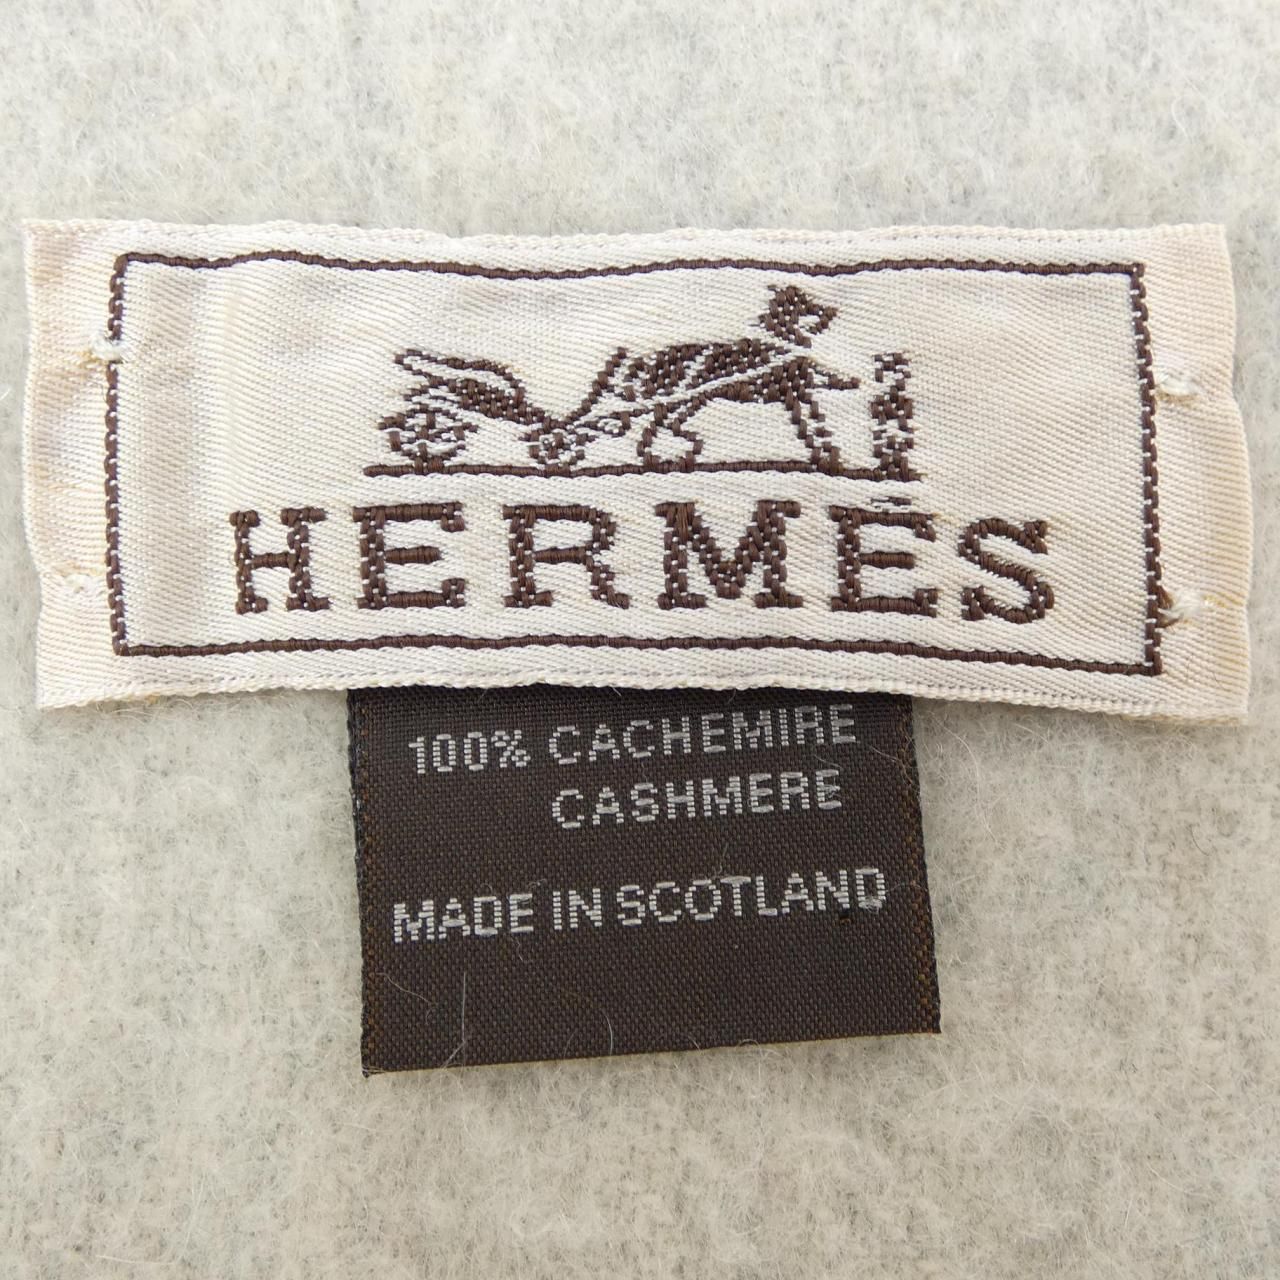 HERMÈS
100% CACHEMIRE
CASHMERE
MADE IN SCOTLAND